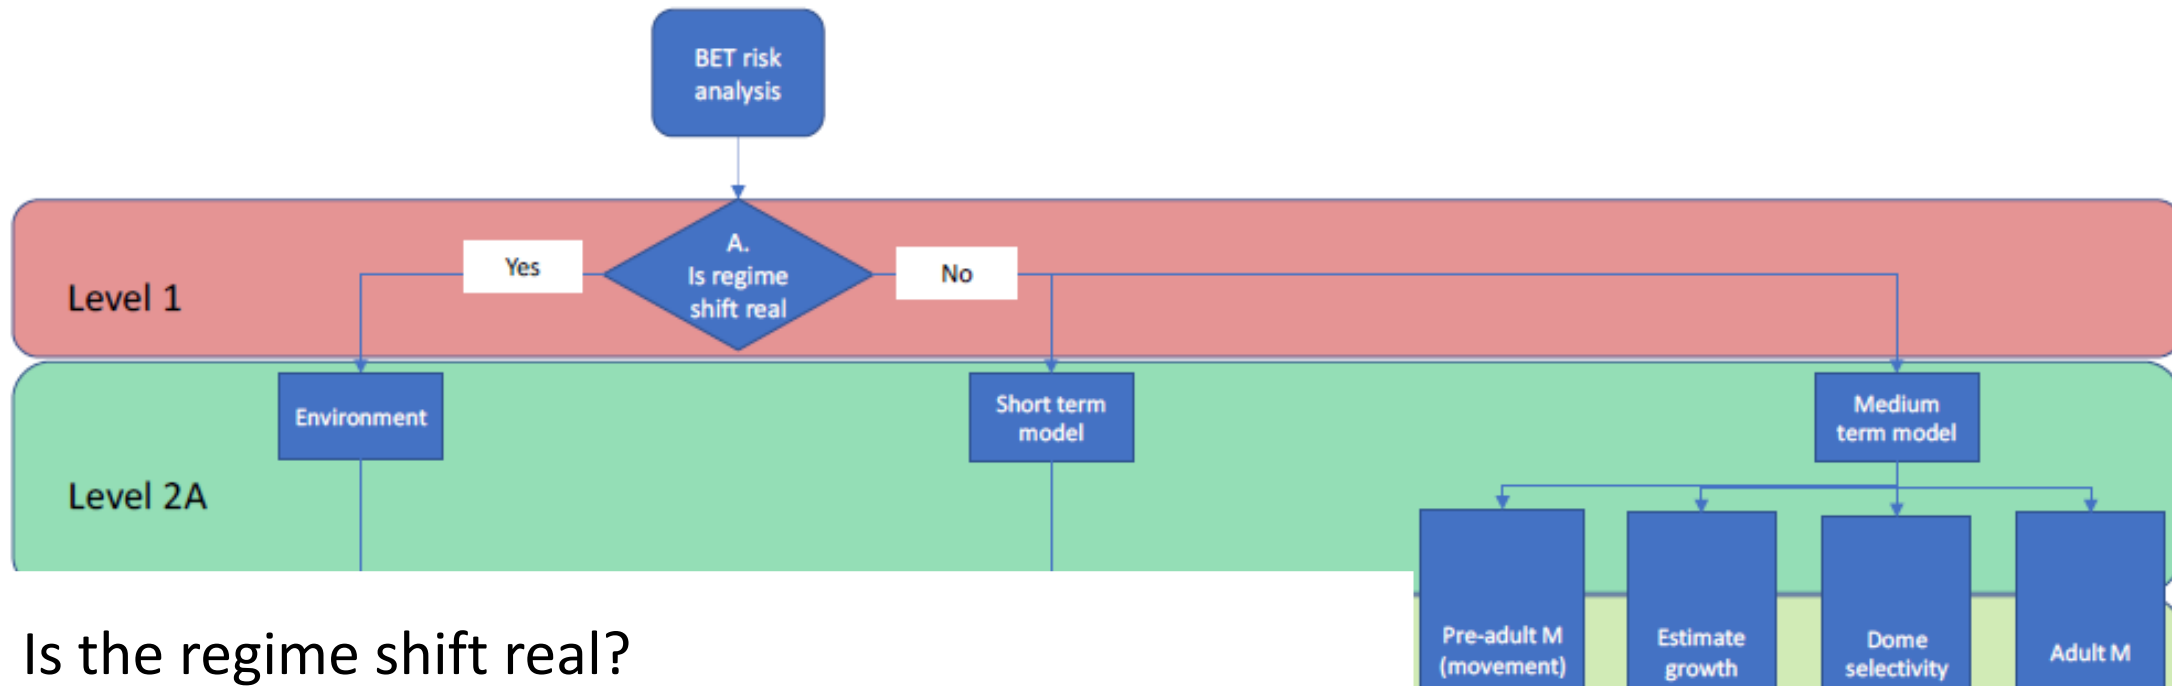 BET risk
analysis
A.
Is regime
shift real
Yes
No
Level 1
Environment
Short term
model
Medium
term model
Level 2A
Pre-adult M
(movement)
Estimate
growth
Dome
selectivity
Adult M
Is the regime shift real?